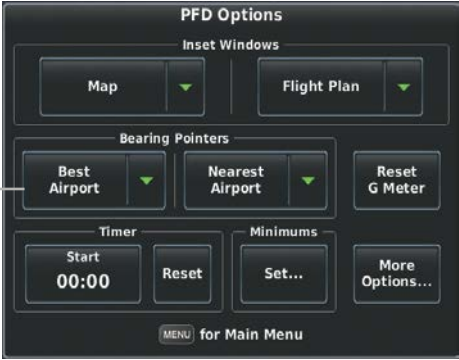 PFD Options
Inset Windows
Map
Flight Plan
Bearing Pointers
Best
Airport
Nearest
Airport
Reset
G Meter
Timer
Start
00:00
Reset
Minimums
Set...
More
Options...
MENU for Main Menu